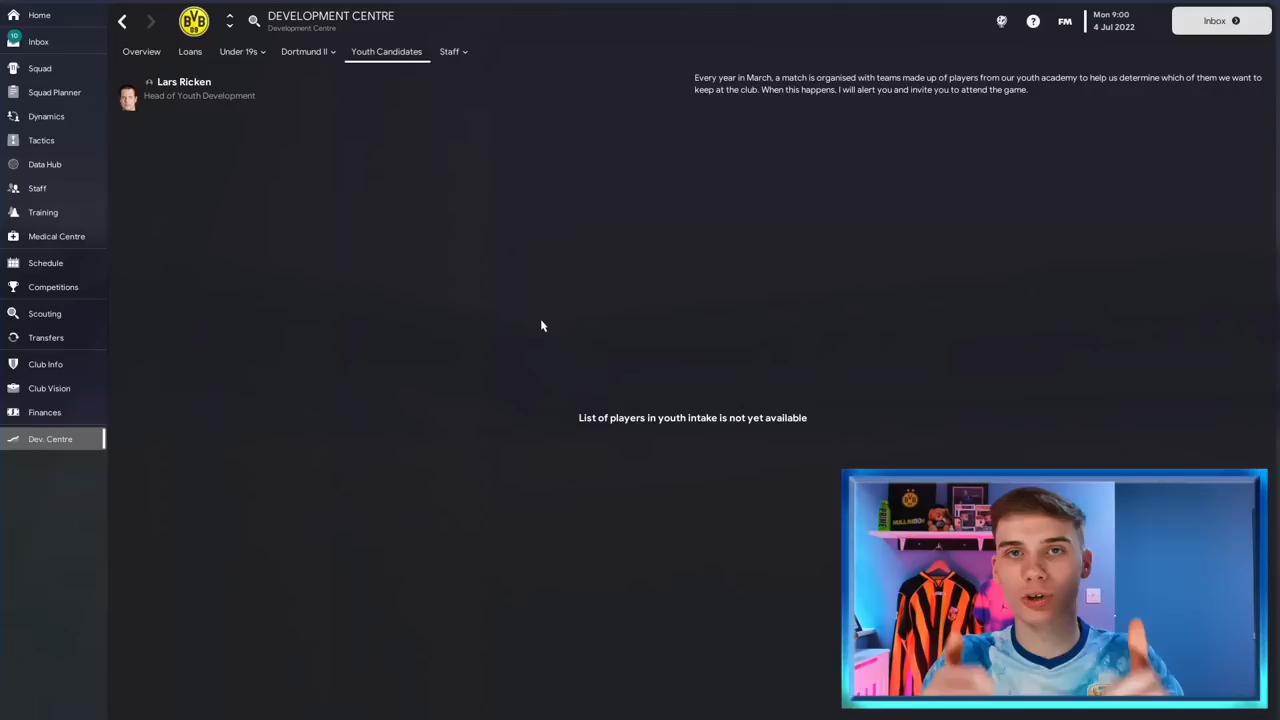 Home
10
Inbox
Squad
Squad Planner
Dynamics
Tactics
Data Hub
Staff
Training
Medical Centre
Schedule
Competitions
Scouting
Transfers
Club Info
Club Vision
Finances
Dev. Centre
BVB
09
DEVELOPMENT CENTRE
Development Centre
?
FM
Mon 9:00
4 Jul 2022
Inbox
Overview
Loans
Under 19s
Dortmund II
Youth Candidates
Staff
Lars Ricken
Head of Youth Development
Every year in March, a match is organised with teams made up of players from our youth academy to help us determine which of them we want to
keep at the club. When this happens, I will alert you and invite you to attend the game.
List of players in youth intake is not yet available
PRIME